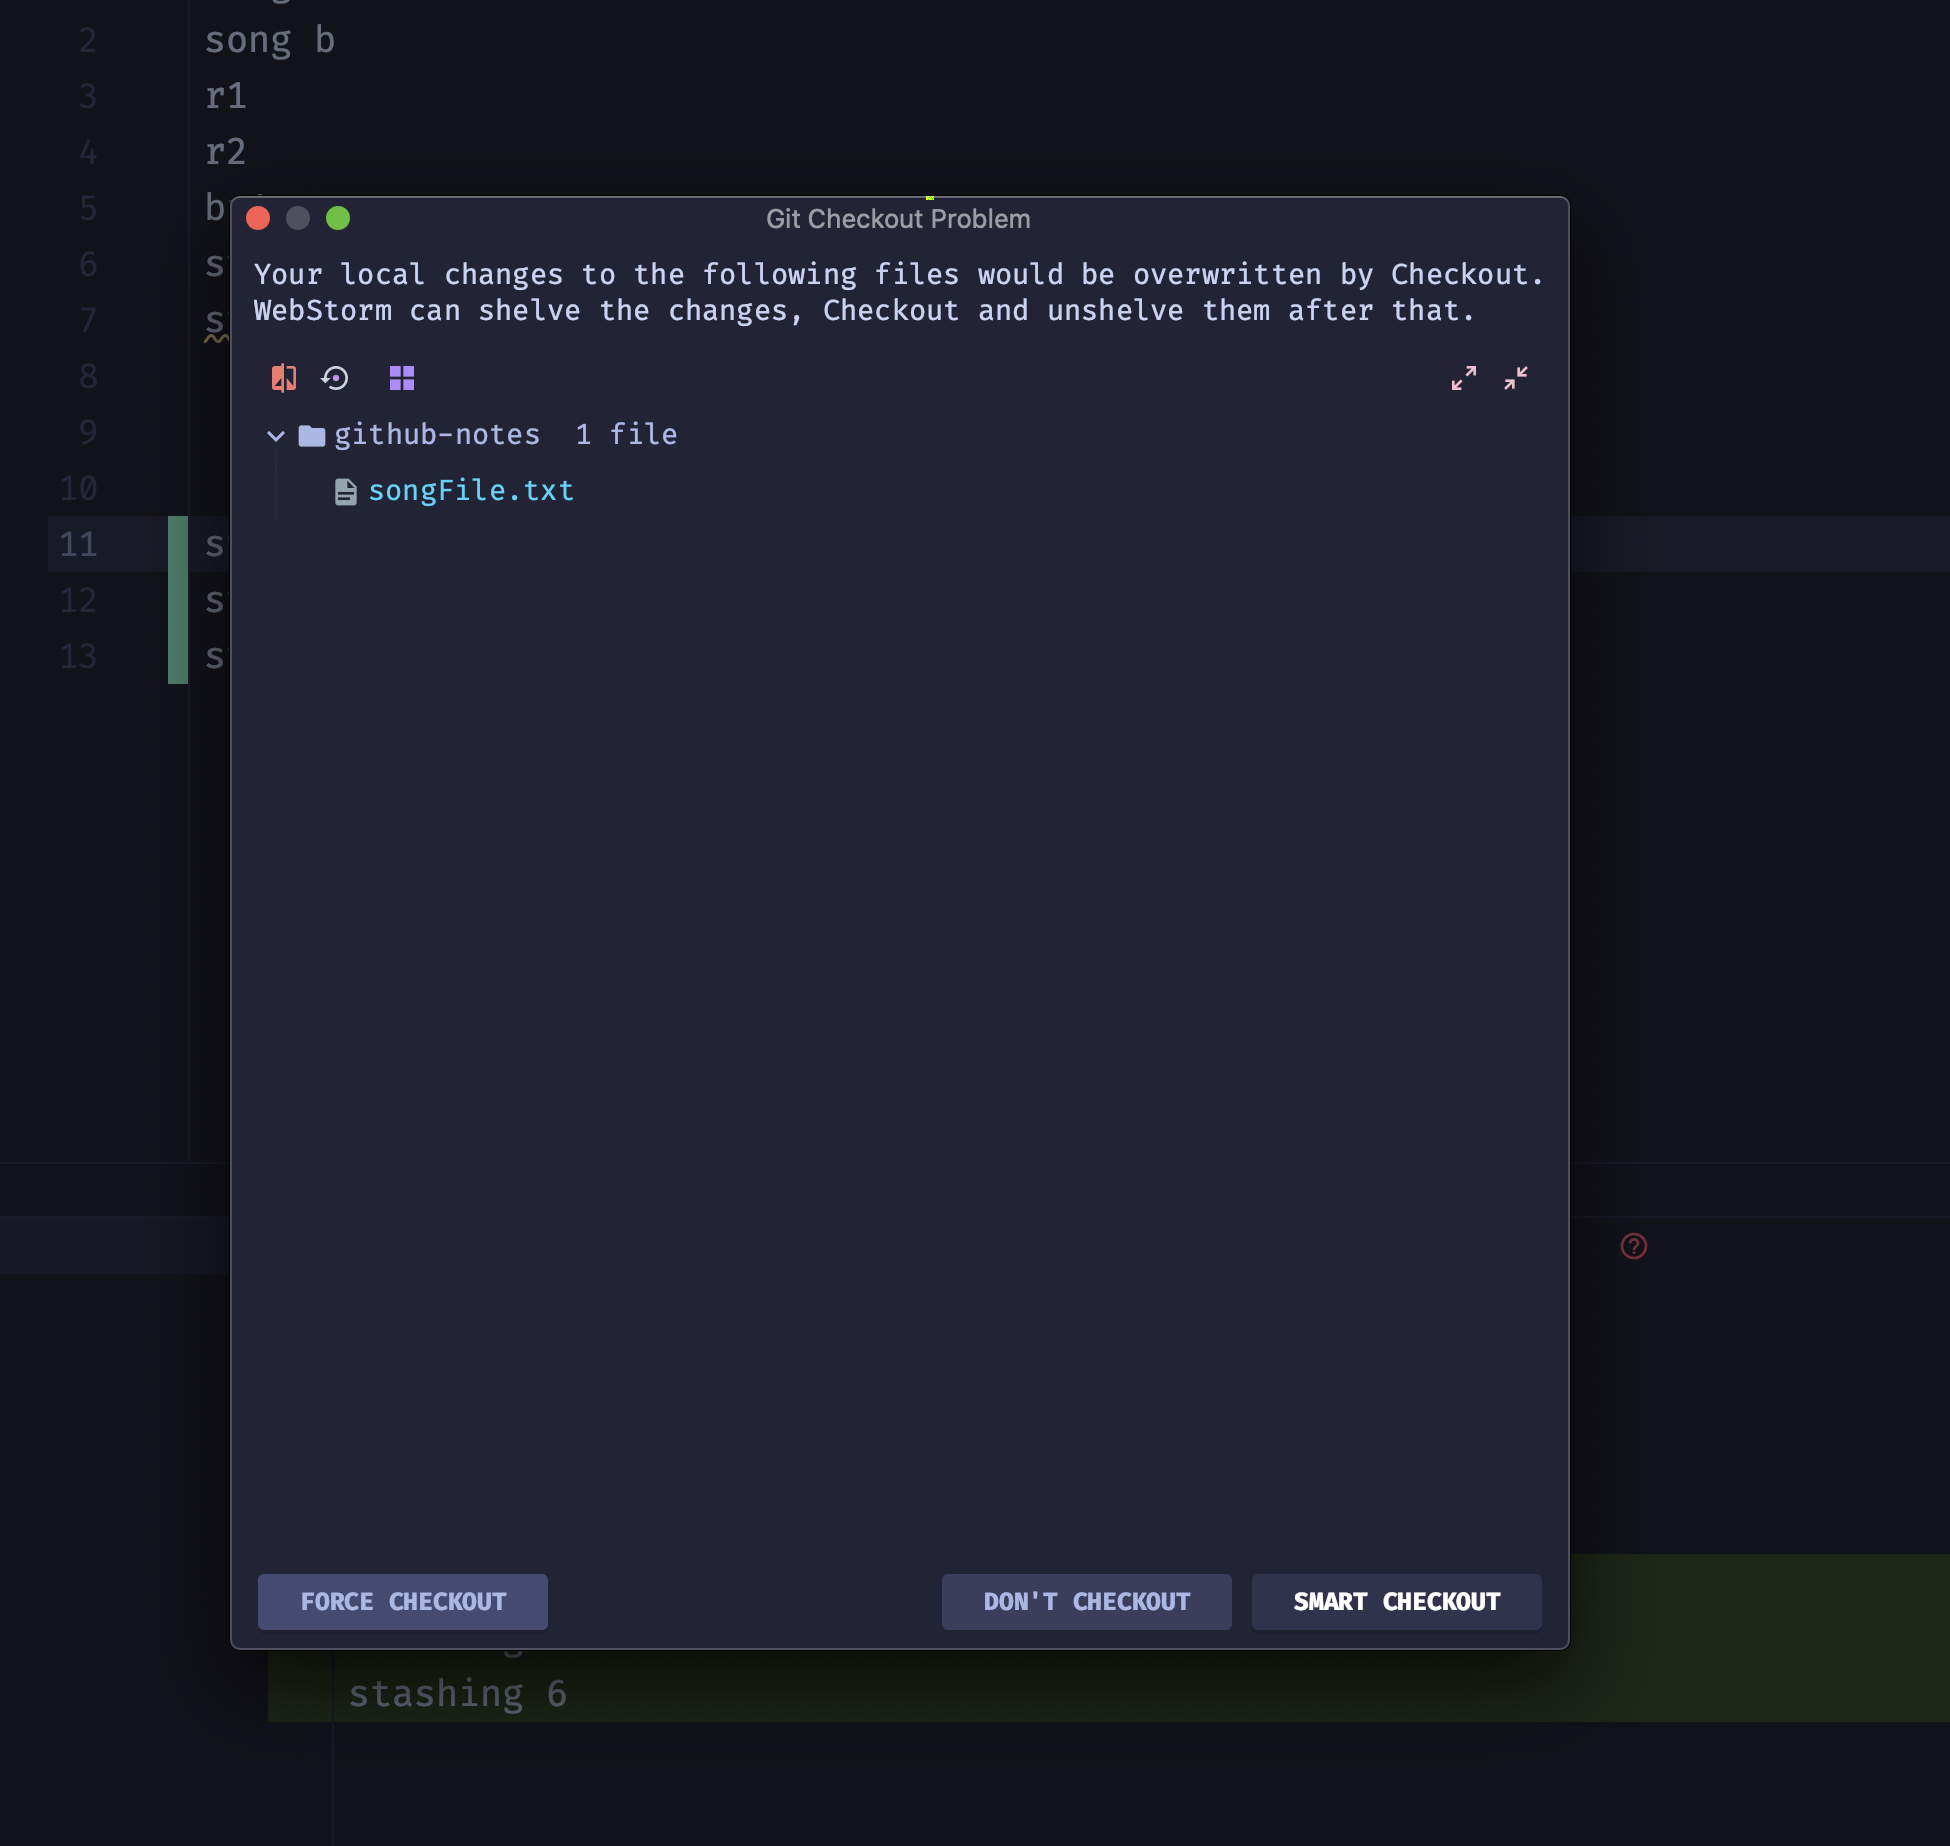 2 song b
3 r1
4 r2
5
6
7
8
9
10
11
12
13
Git Checkout Problem
Your local changes to the following files would be overwritten by Checkout.
WebStorm can shelve the changes, Checkout and unshelve them after that.
github-notes 1 file
songFile.txt
FORCE CHECKOUT
DON'T CHECKOUT
SMART CHECKOUT
stashing 6